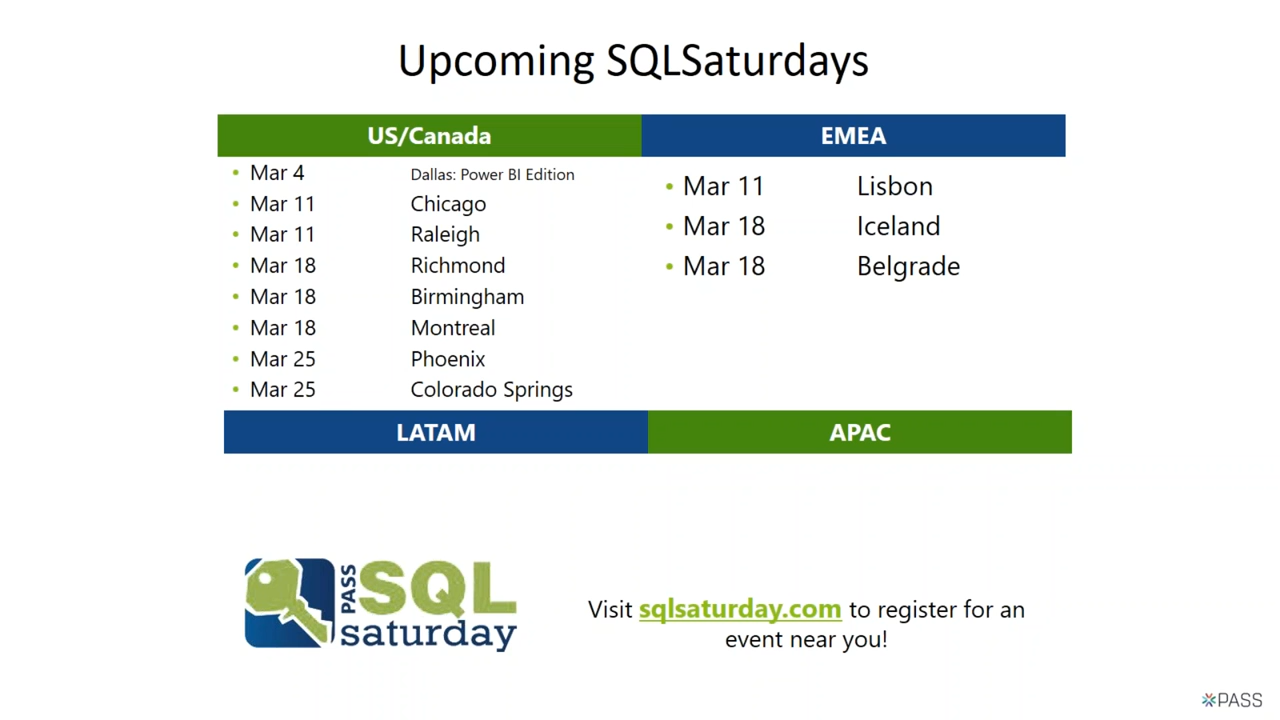 Upcoming SQLSaturdays
US/Canada
• Mar 4 Dallas: Power BI Edition
• Mar 11 Chicago
• Mar 11 Raleigh
• Mar 18 Richmond
• Mar 18 Birmingham
• Mar 18 Montreal
• Mar 25 Phoenix
• Mar 25 Colorado Springs
EMEA
• Mar 11 Lisbon
• Mar 18 Iceland
• Mar 18 Belgrade
LATAM
APAC
PASS SQL
saturday
Visit sqlsaturday.com to register for an
event near you!
PASS